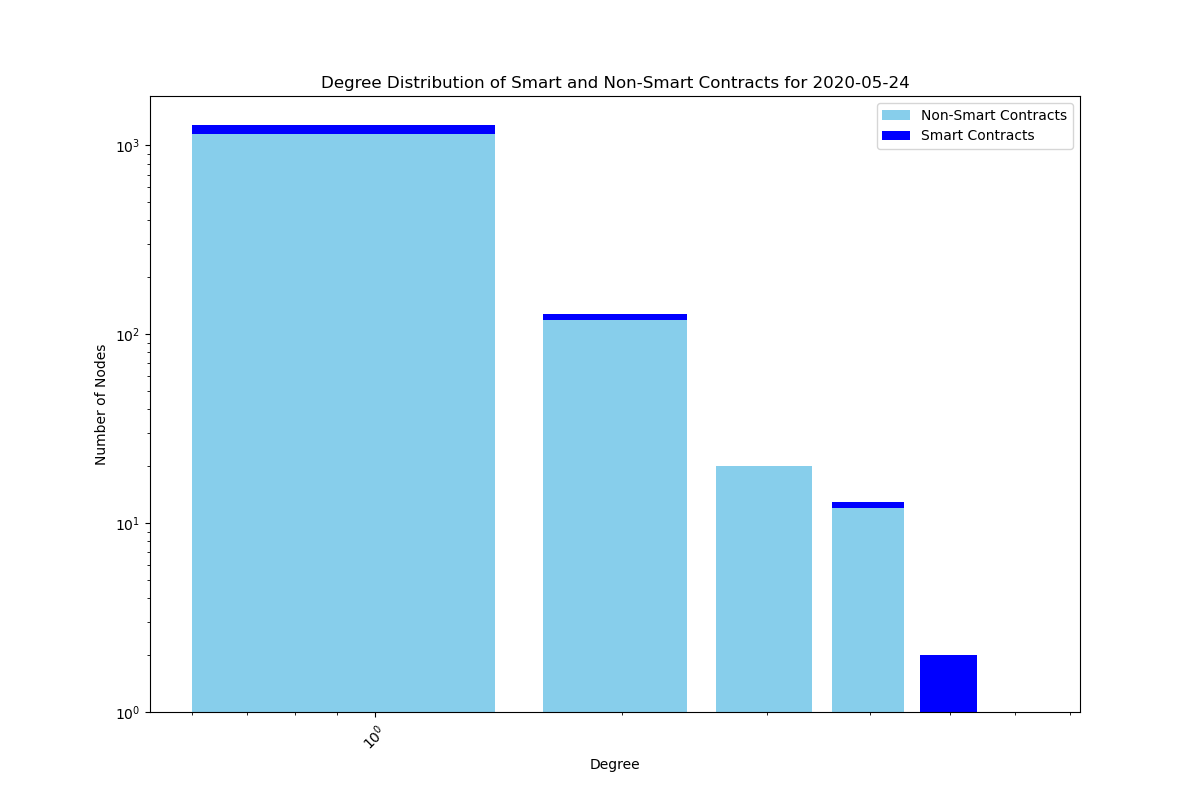 Degree Distribution of Smart and Non-Smart Contracts for 2020-05-24
Non-Smart Contracts
Smart Contracts
Number of Nodes
10³
10²
10¹
10⁰
10⁰
Degree